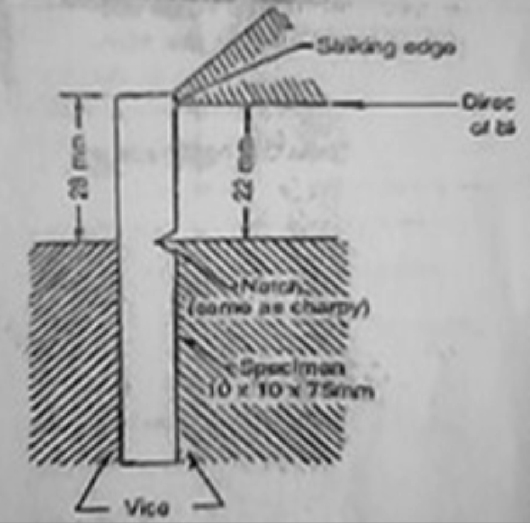 Striking edge
Direc
of bl
28 mm
22 mm
Notch
(same as charpy)
Specimen
10 x 10 x 75mm
Vice